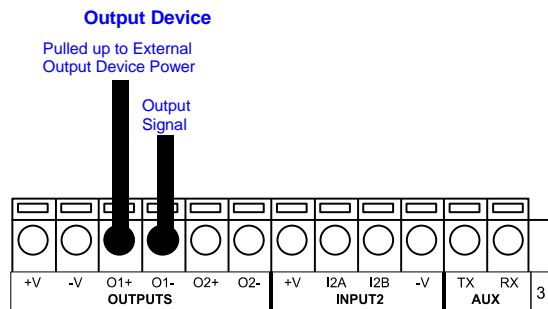 Output Device
Pulled up to External
Output Device Power
Output
Signal
+V -V O1+ O1- O2+ O2- +V I2A I2B -V TX RX
OUTPUTS INPUT2 AUX 3